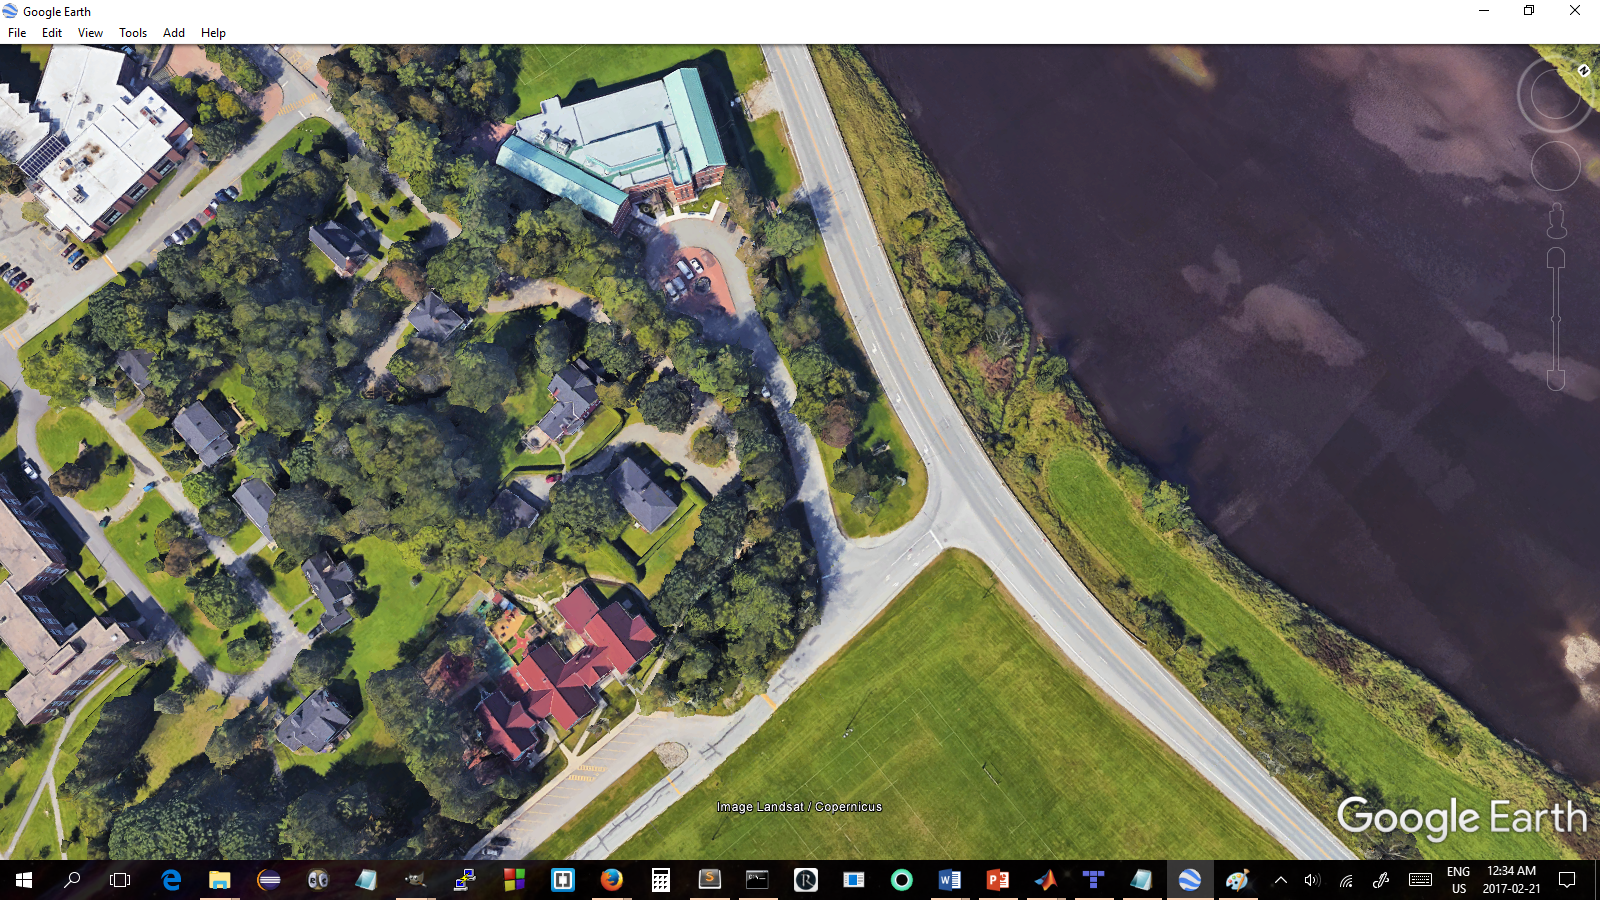 Google Earth
File Edit View Tools Add Help
N
Image Landsat / Copernicus
Google Earth
ENG
US
12:34 AM
2017-02-21